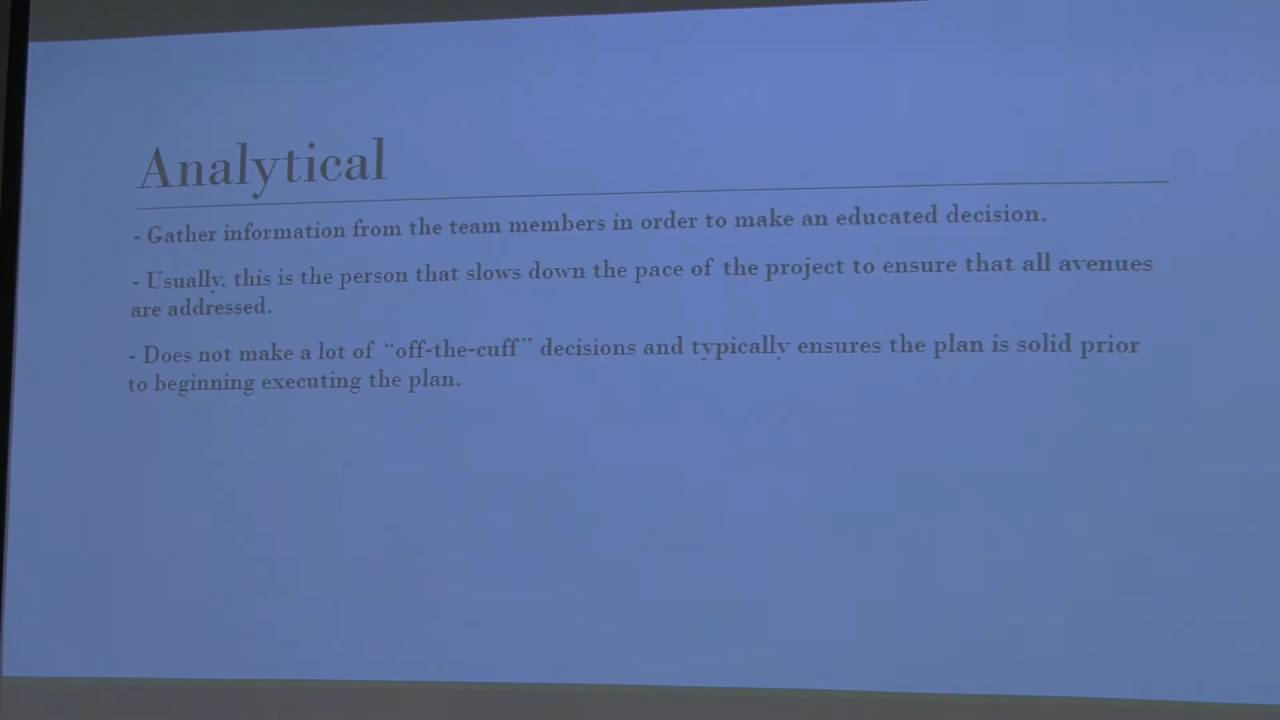 Analytical
- Gather information from the team members in order to make an educated decision.
- Usually, this is the person that slows down the pace of the project to ensure that all avenues
are addressed.
- Does not make a lot of “off-the-cuff” decisions and typically ensures the plan is solid prior
to beginning executing the plan.